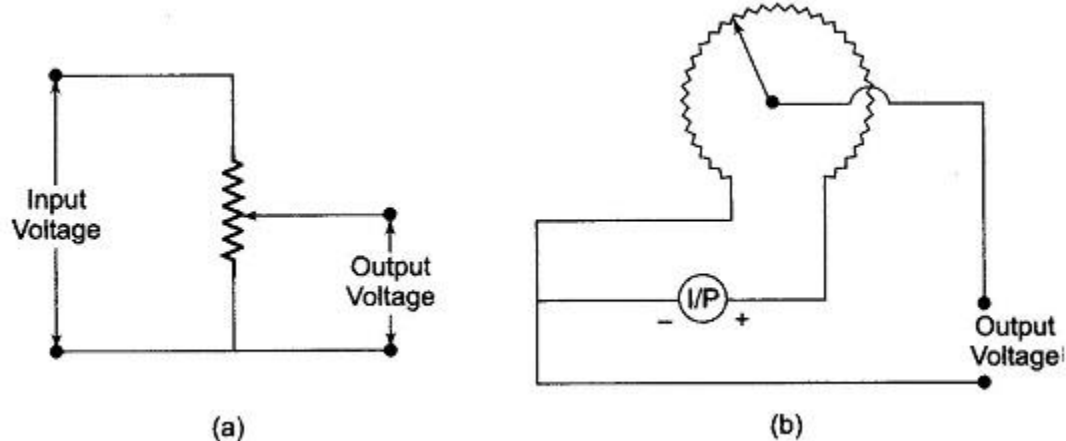 Input
Voltage
Output
Voltage
(a)
I/P
– +
Output
Voltage
(b)